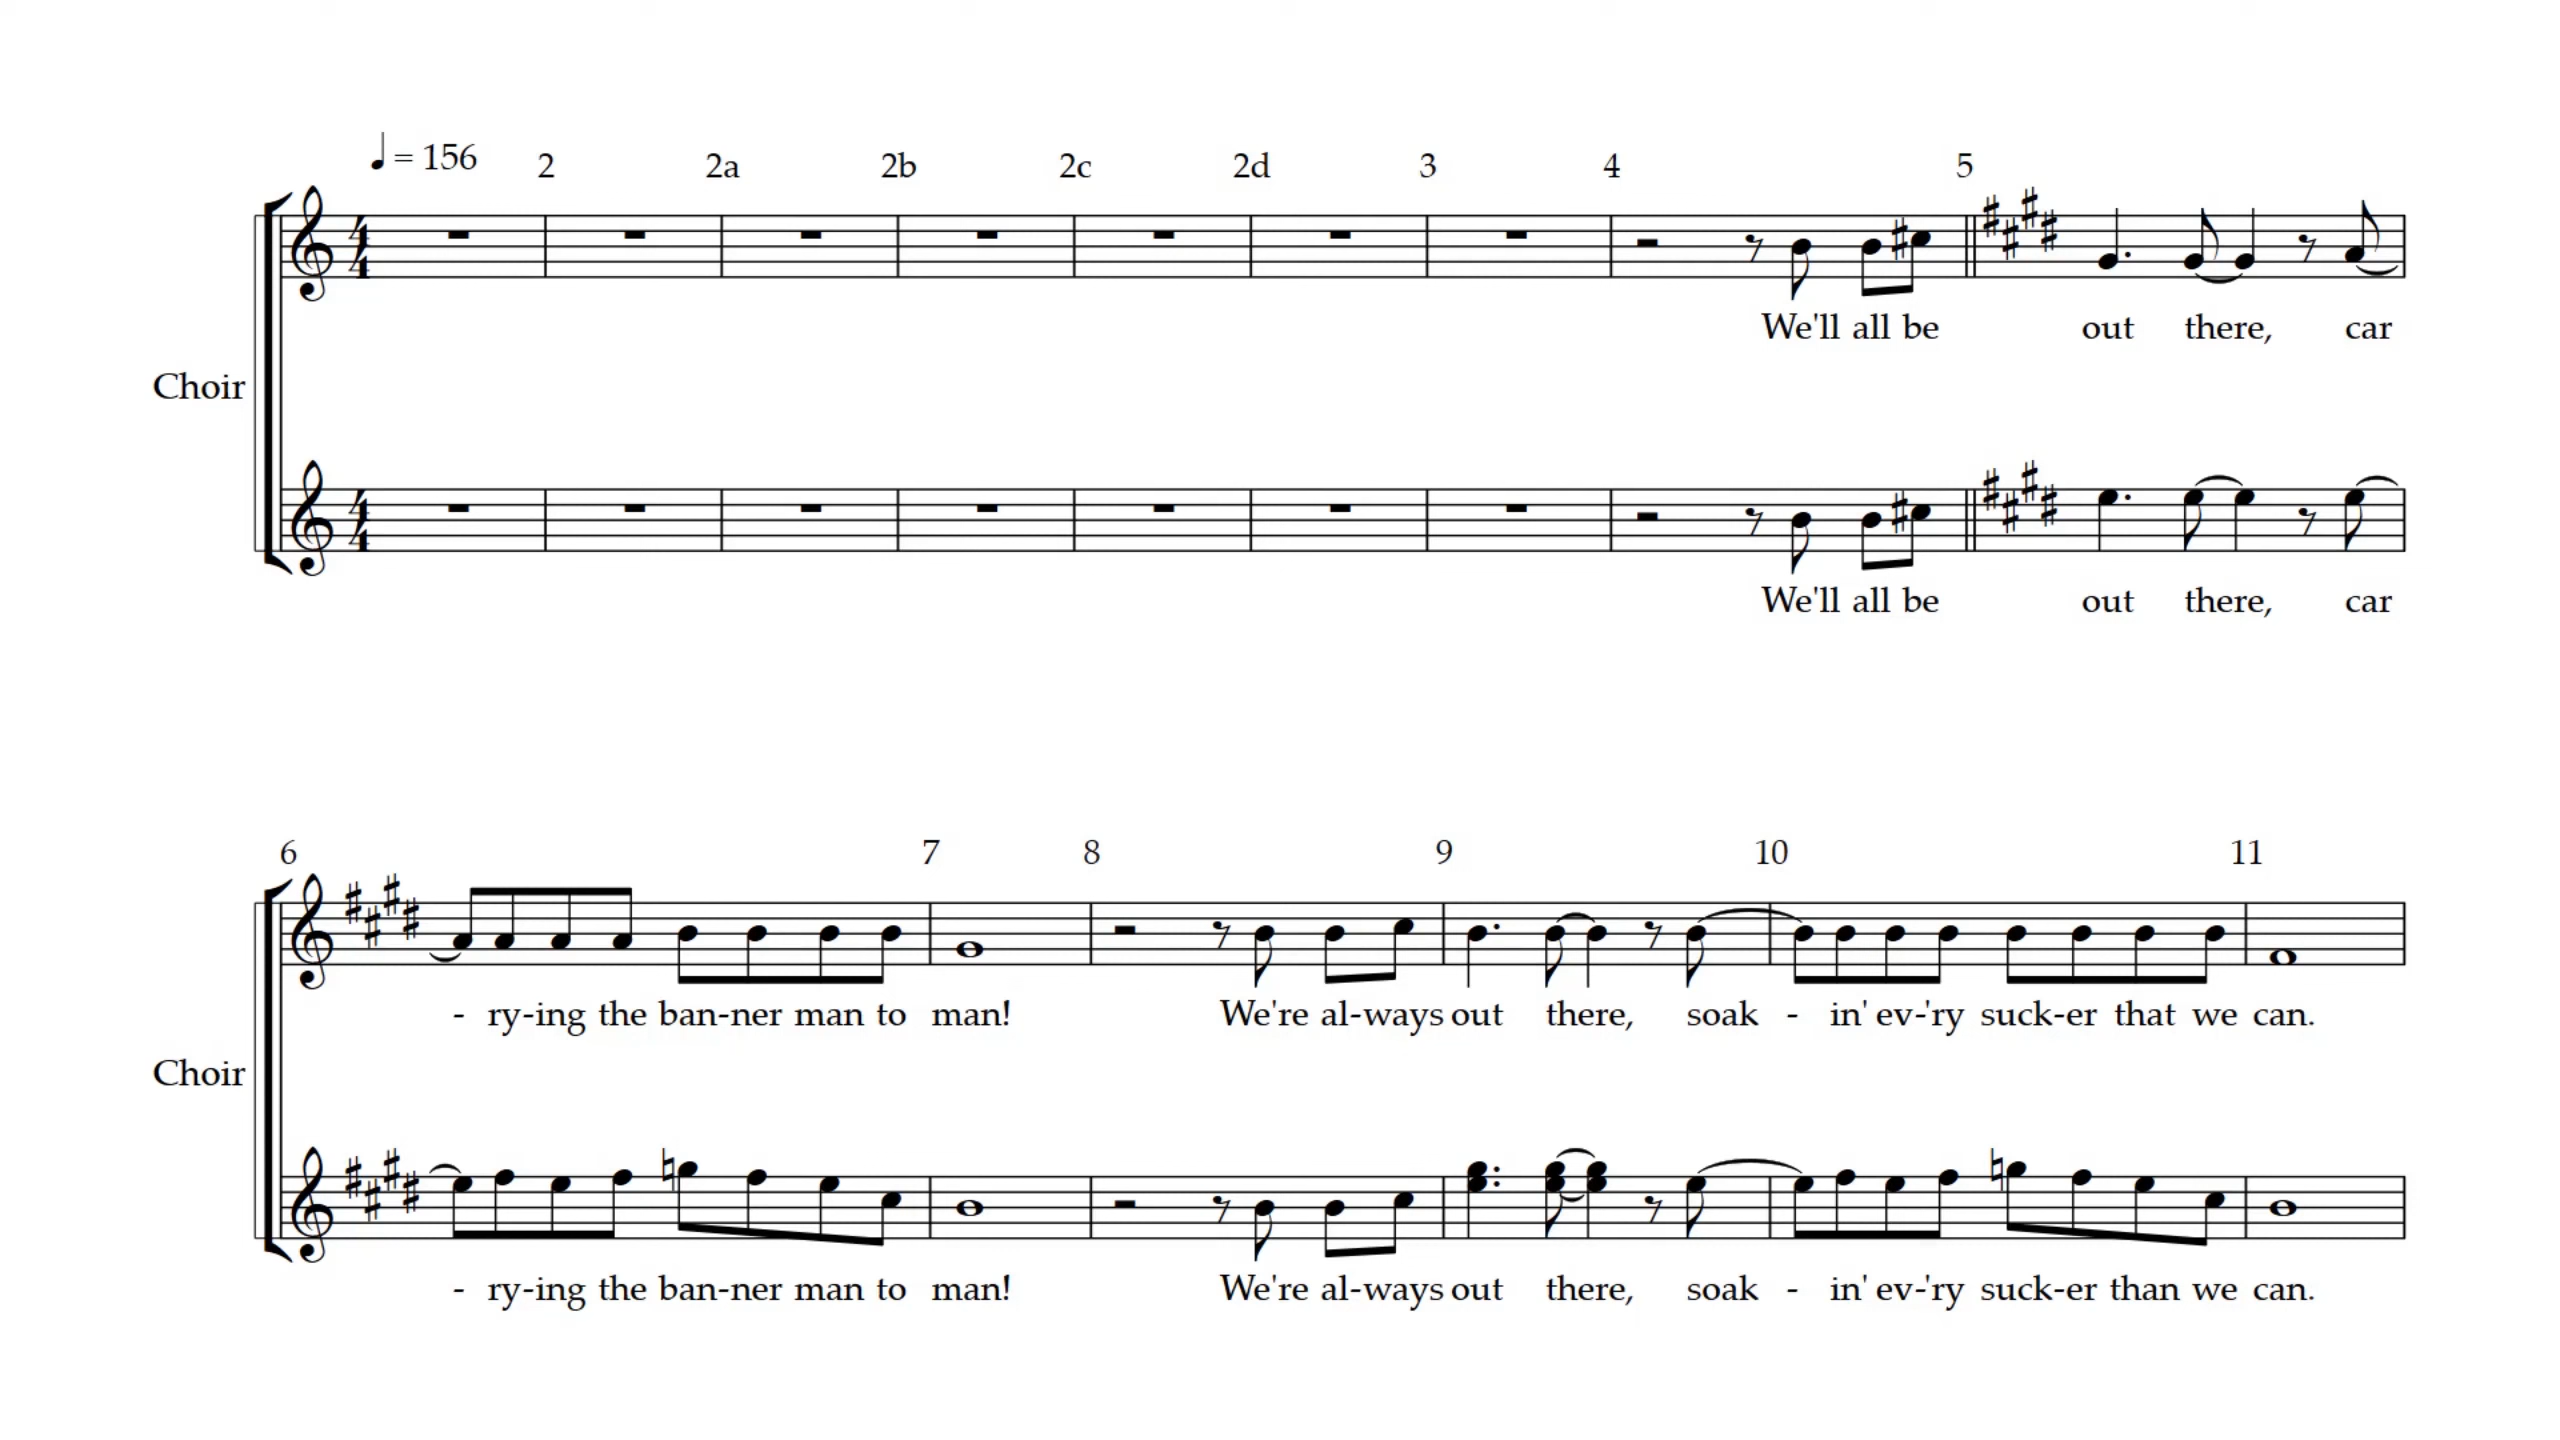 = 156 2 2a 2b 2c 2d 3 4 5
We'll all be out there, car
Choir
We'll all be out there, car
6 7 8 9 10 11
- ry-ing the ban-ner man to man! We're al-ways out there, soak - in' ev-'ry suck-er that we can.
Choir
- ry-ing the ban-ner man to man! We're al-ways out there, soak - in' ev-'ry suck-er than we can.